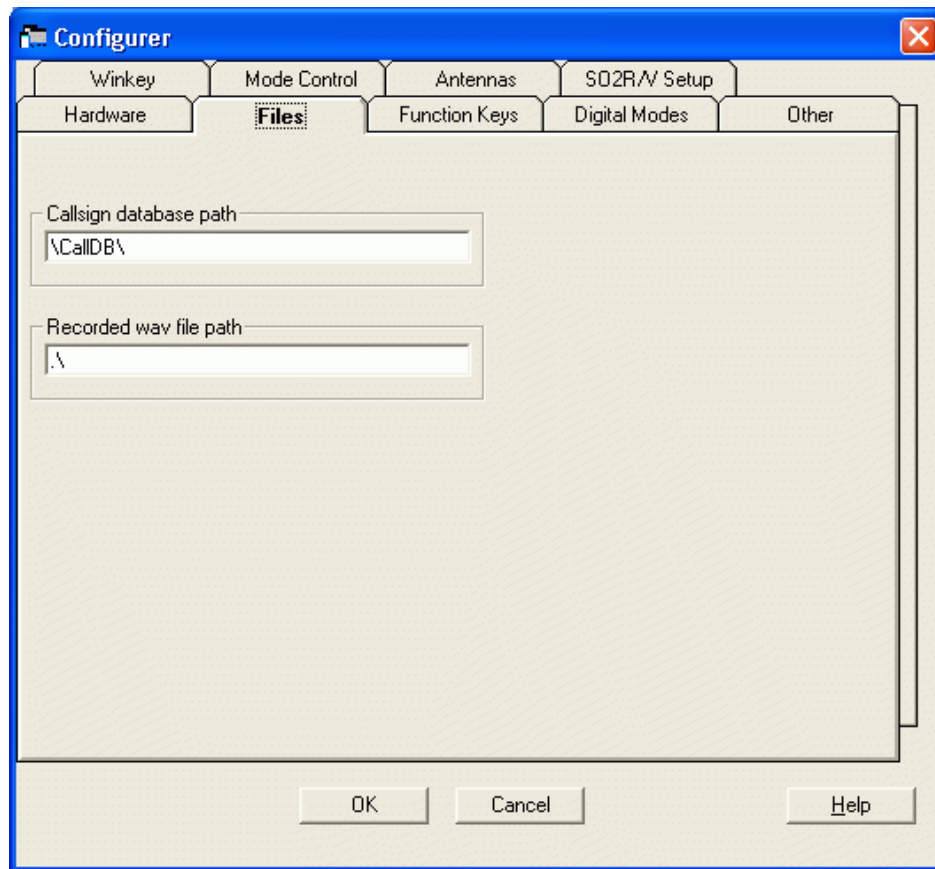 Configurer
Winkey Mode Control Antennas SO2R/V Setup
Hardware Files Function Keys Digital Modes Other
Callsign database path
\CallDB\
Recorded wav file path
.\
OK Cancel Help